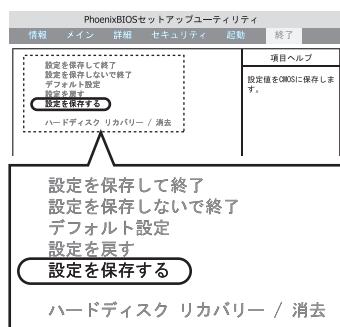 PhoenixBIOSセットアップユーティリティ
情報 メイン 詳細 セキュリティ 起動 終了
項目ヘルプ
設定を保存して終了
設定を保存しないで終了
デフォルト設定
設定を戻す
設定を保存する
ハードディスク リカバリー / 消去
設定値をCMOSに保存しま
す。
設定を保存して終了
設定を保存しないで終了
デフォルト設定
設定を戻す
設定を保存する
ハードディスク リカバリー / 消去